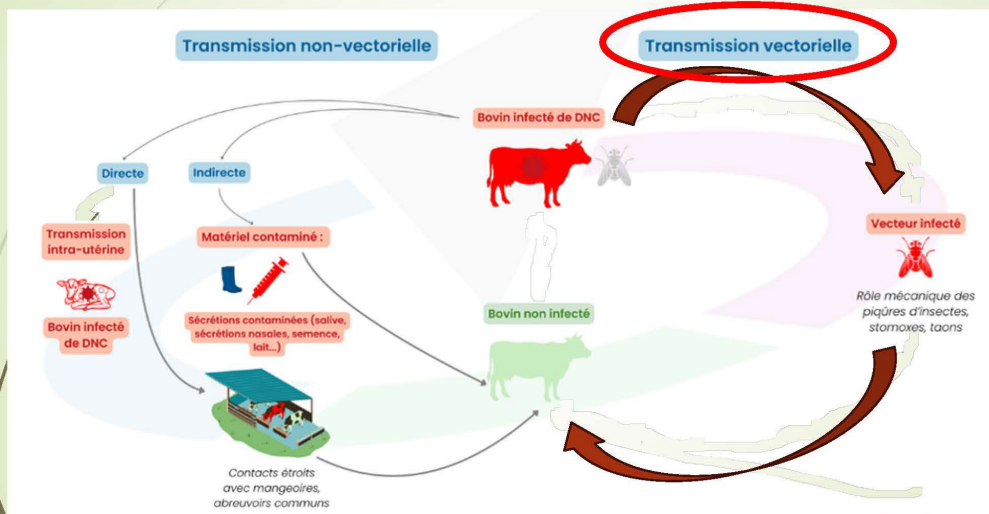 Transmission non-vectorielle
Transmission vectorielle
Bovin infecté de DNC
Directe
Indirecte
Transmission
intra-utérine
Bovin infecté
de DNC
Matériel contaminé :
Sécrétions contaminées (salive,
sécrétions nasales, semence,
lait...)
Contacts étroits
avec mangeoires,
abreuvoirs communs
Bovin non infecté
Vecteur infecté
Rôle mécanique des
piqûres d'insectes,
stomoxes, taons